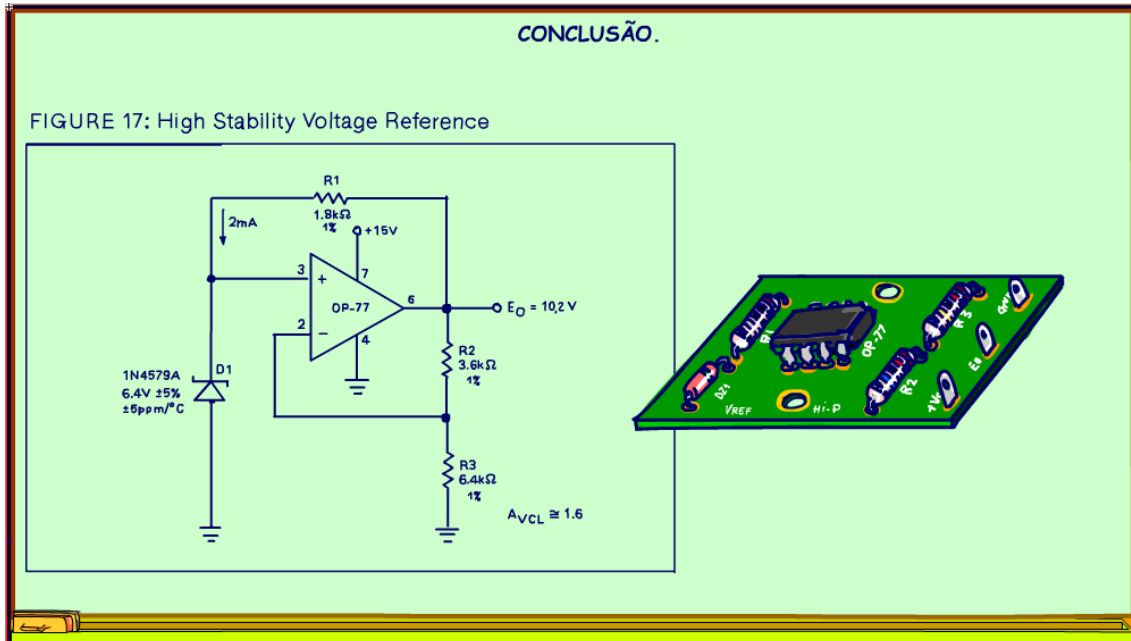 CONCLUSÃO.
FIGURE 17: High Stability Voltage Reference
R1
1.8kΩ
1%
2mA
+15V
3
+
7
OP-77
6
E₀ = 10,2 V
2
−
4
R2
3.6kΩ
1%
1N4579A
6.4V ±5%
±5ppm/°C
D1
R3
6.4kΩ
1%
AVCL ≅ 1.6
R1
OP-77
R3
GND
E0
R2
+V
DZ1
VREF
Hi-P